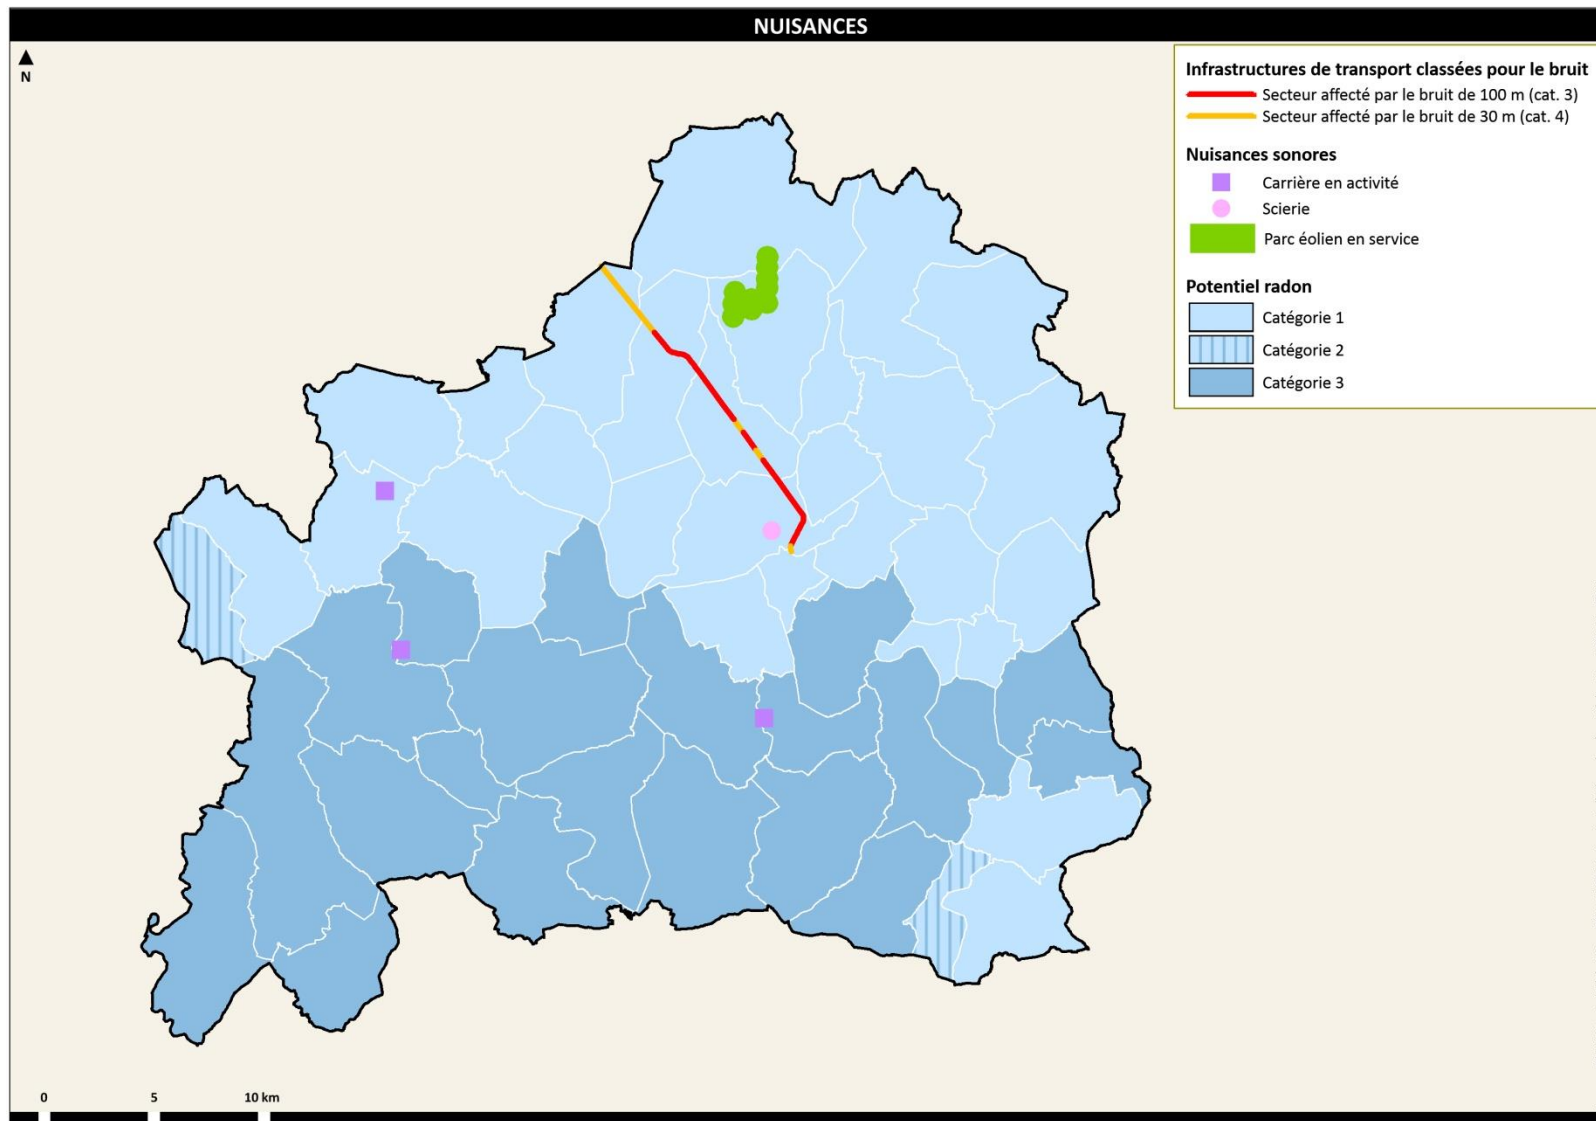 NUISANCES
N
Infrastructures de transport classées pour le bruit
Secteur affecté par le bruit de 100 m (cat. 3)
Secteur affecté par le bruit de 30 m (cat. 4)
Nuisances sonores
Carrière en activité
Scierie
Parc éolien en service
Potentiel radon
Catégorie 1
Catégorie 2
Catégorie 3
0 5 10 km